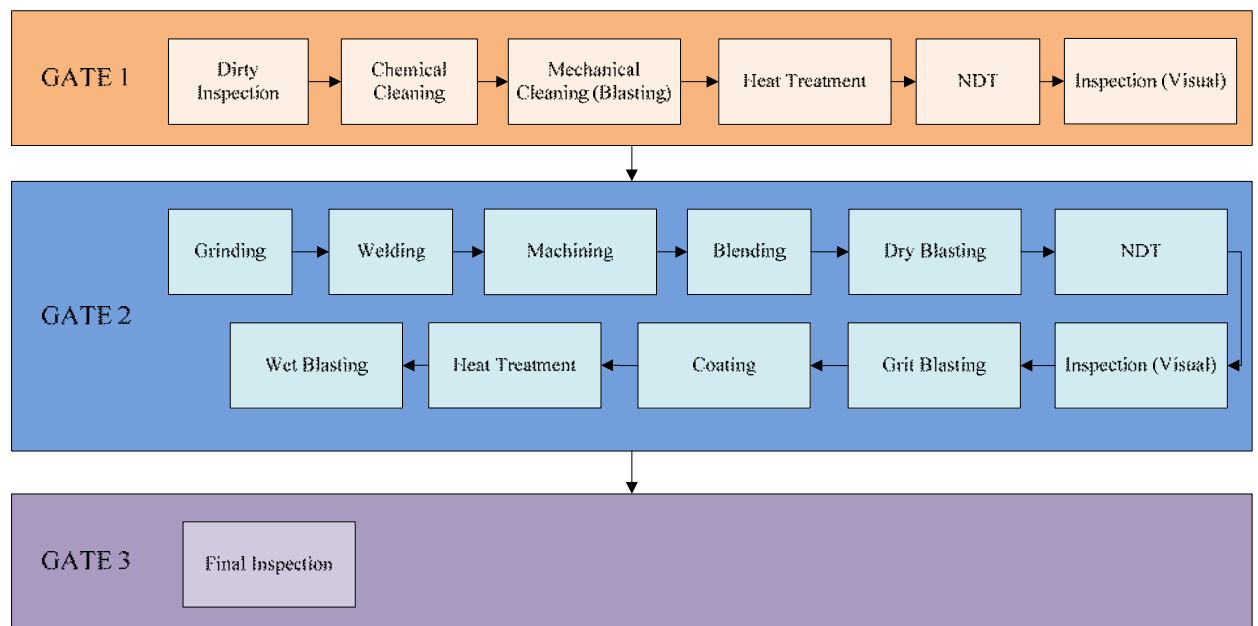 GATE 1
Dirty
Inspection
Chemical
Cleaning
Mechanical
Cleaning (Blasting)
Heat Treatment
NDT
Inspection (Visual)
GATE 2
Grinding
Welding
Machining
Blending
Dry Blasting
NDT
Inspection (Visual)
Grit Blasting
Coating
Heat Treatment
Wet Blasting
GATE 3
Final Inspection